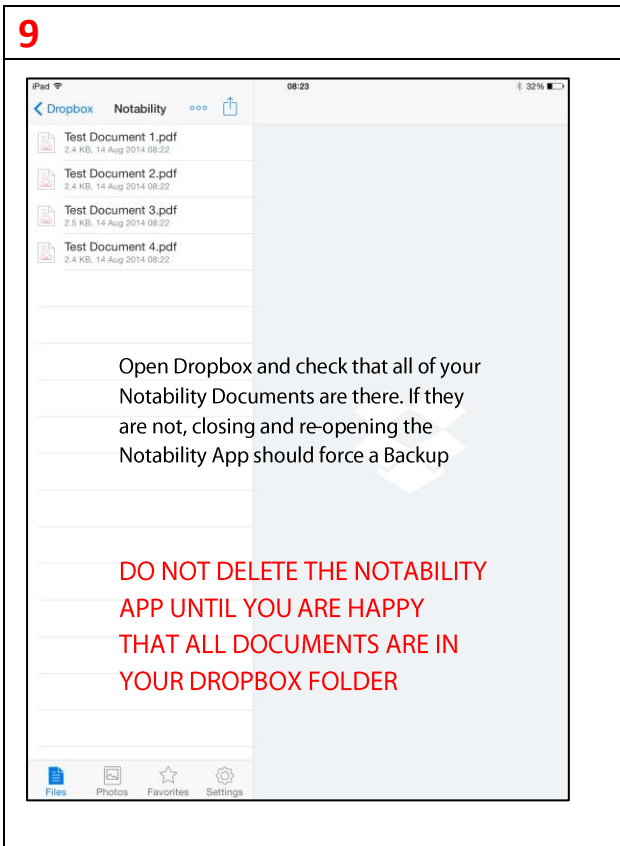 9
iPad 08:23 32%
Dropbox Notability
Test Document 1.pdf
2.4 KB, 14 Aug 2014 08:22
Test Document 2.pdf
2.4 KB, 14 Aug 2014 08:22
Test Document 3.pdf
2.5 KB, 14 Aug 2014 08:22
Test Document 4.pdf
2.4 KB, 14 Aug 2014 08:22
Open Dropbox and check that all of your
Notability Documents are there. If they
are not, closing and re-opening the
Notability App should force a Backup
DO NOT DELETE THE NOTABILITY
APP UNTIL YOU ARE HAPPY
THAT ALL DOCUMENTS ARE IN
YOUR DROPBOX FOLDER
Files Photos Favorites Settings